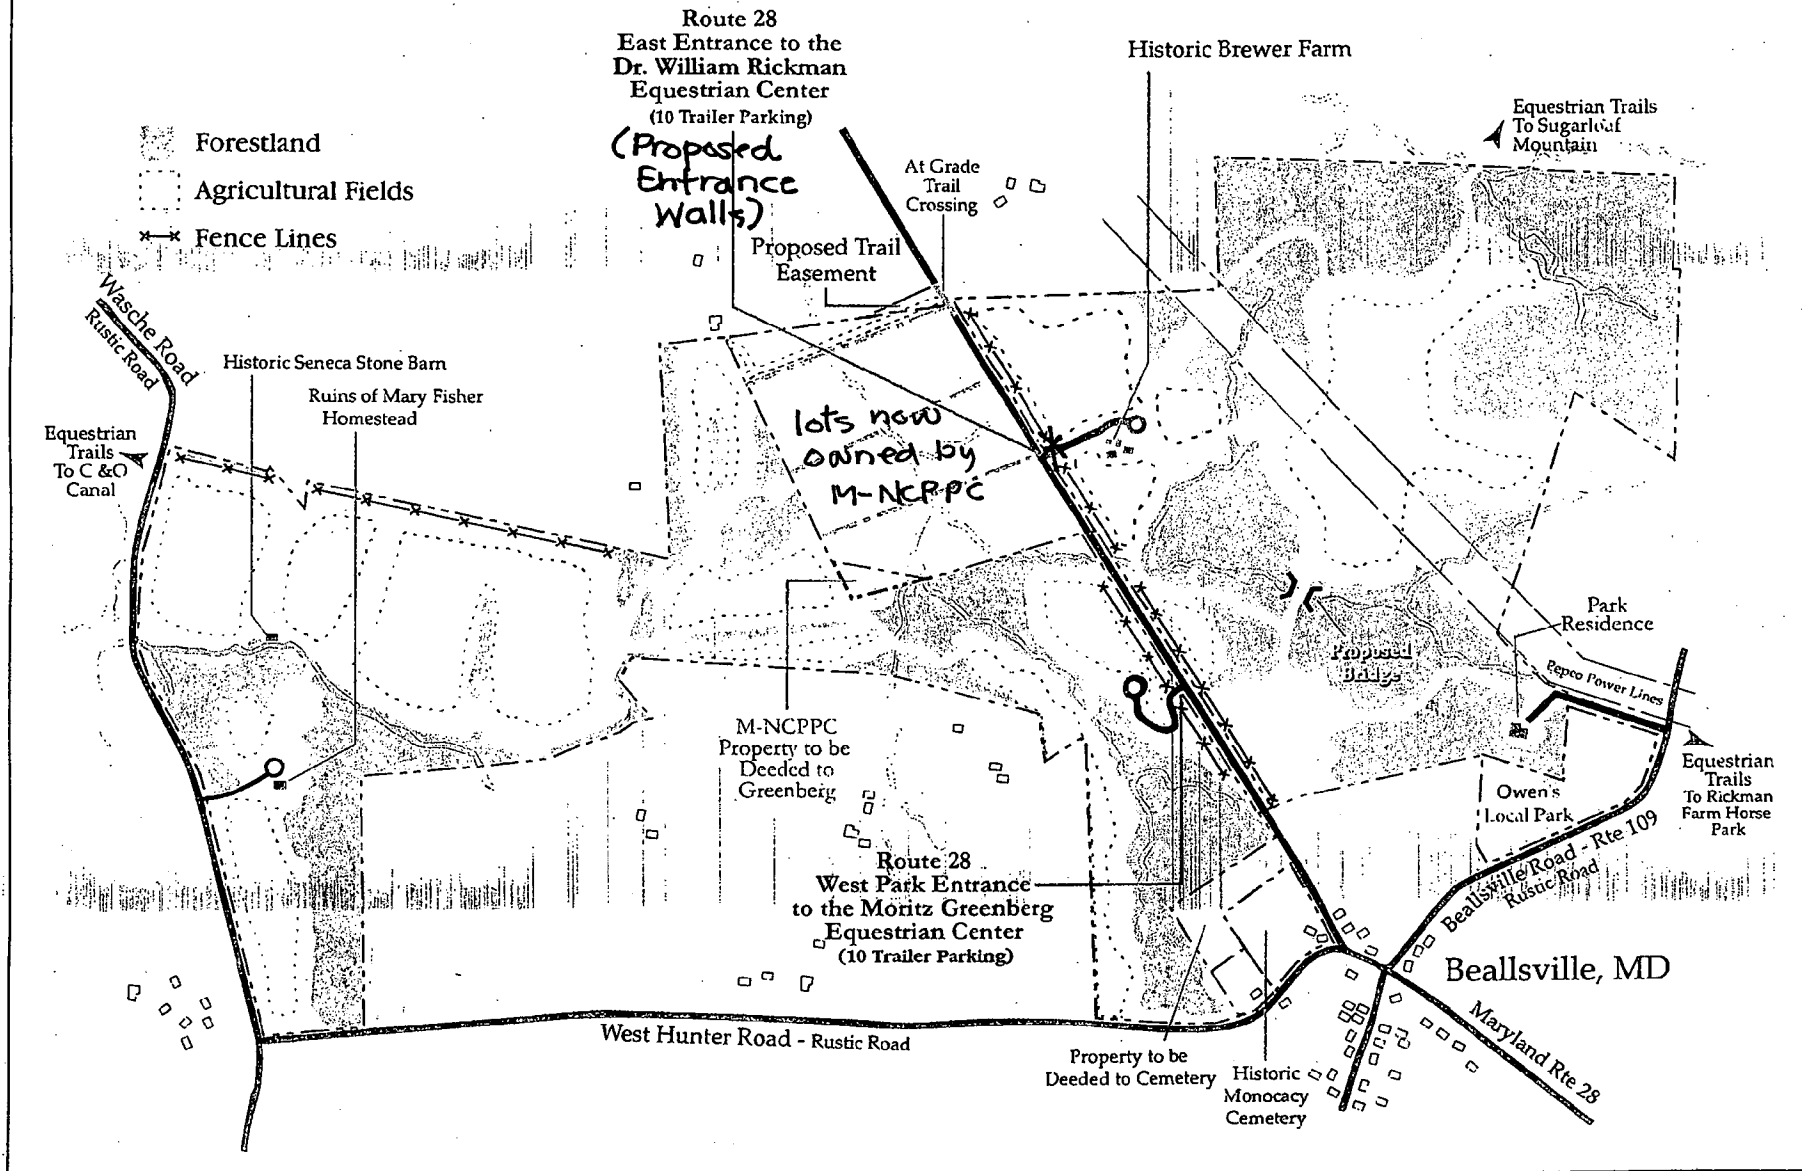 Route 28
East Entrance to the
Dr. William Rickman
Equestrian Center
(10 Trailer Parking)
(Proposed
Entrance
Walls)
Historic Brewer Farm
Equestrian Trails
To Sugarloaf
Mountain
Forestland
Agricultural Fields
Fence Lines
At Grade
Trail
Crossing
Proposed Trail
Easement
Wasche Road
Rustic Road
Historic Seneca Stone Barn
Ruins of Mary Fisher
Homestead
Equestrian
Trails
To C &O
Canal
lots now
owned by
M-NCPPC
Park
Residence
Proposed
Bridge
Pepco Power Lines
M-NCPPC
Property to be
Deeded to
Greenberg
Equestrian
Trails
To Rickman
Farm Horse
Park
Owen's
Local Park
Beallsville Road - Rte 109
Rustic Road
Route 28
West Park Entrance
to the Moritz Greenberg
Equestrian Center
(10 Trailer Parking)
Beallsville, MD
Maryland Rte 28
West Hunter Road - Rustic Road
Property to be
Deeded to Cemetery
Historic
Monocacy
Cemetery